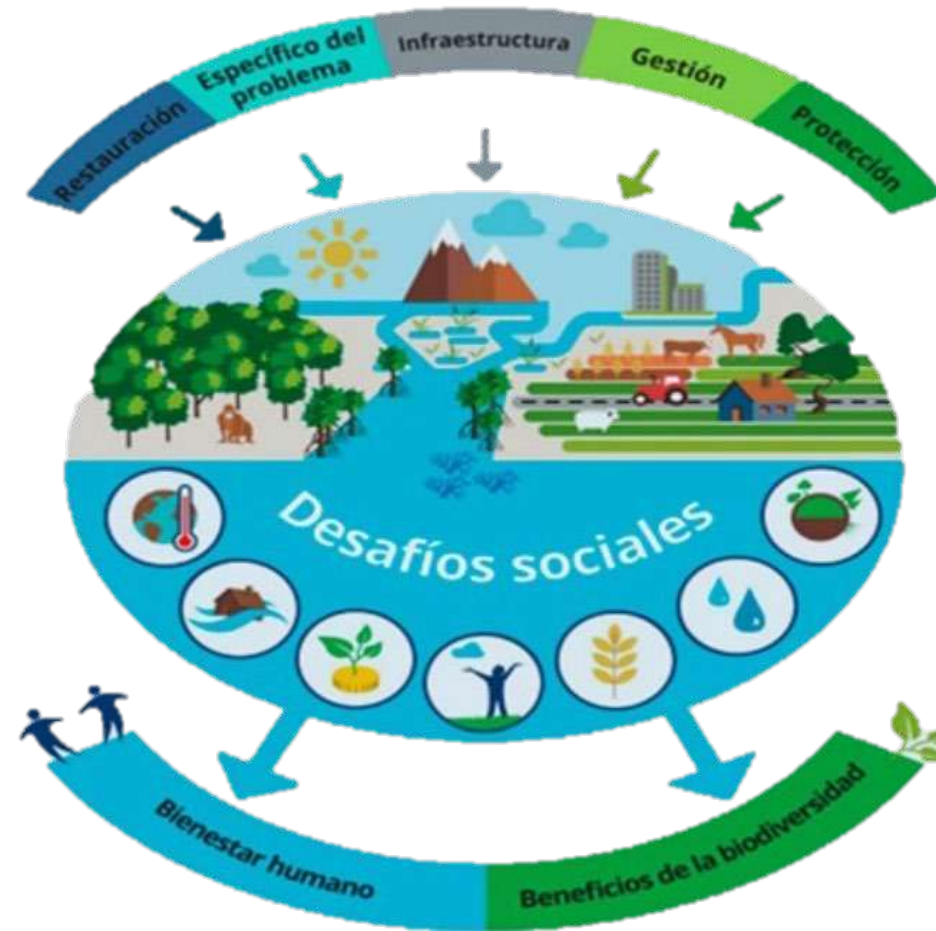 Restauración
Específico del
problema
Infraestructura
Gestión
Protección
Desafíos sociales
Bienestar humano
Beneficios de la biodiversidad